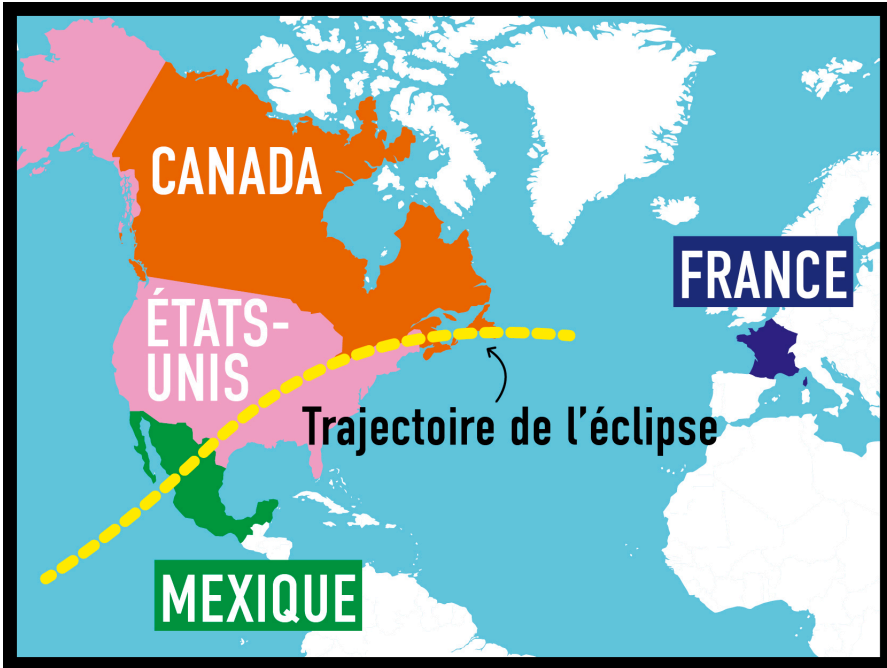 CANADA
FRANCE
ÉTATS-
UNIS
Trajectoire de l'éclipse
MEXIQUE